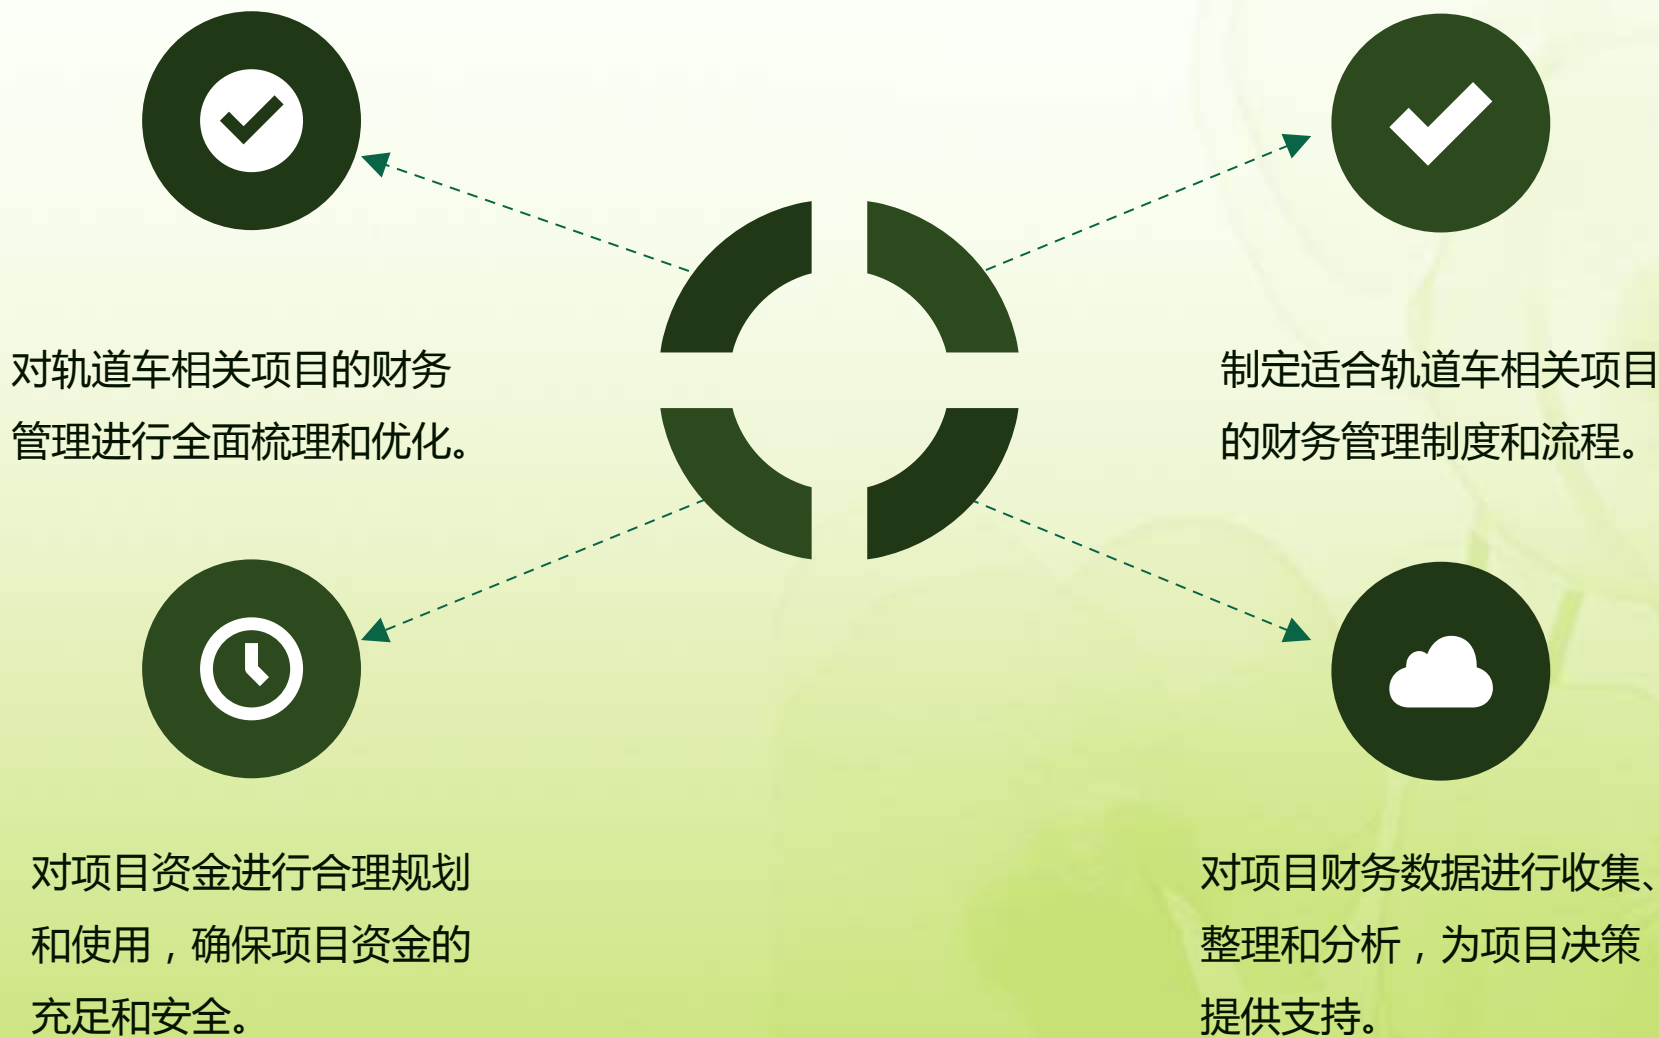 对轨道车相关项目的财务
管理进行全面梳理和优化。
制定适合轨道车相关项目
的财务管理制度和流程。
对项目资金进行合理规划
和使用，确保项目资金的
充足和安全。
对项目财务数据进行收集、
整理和分析，为项目决策
提供支持。